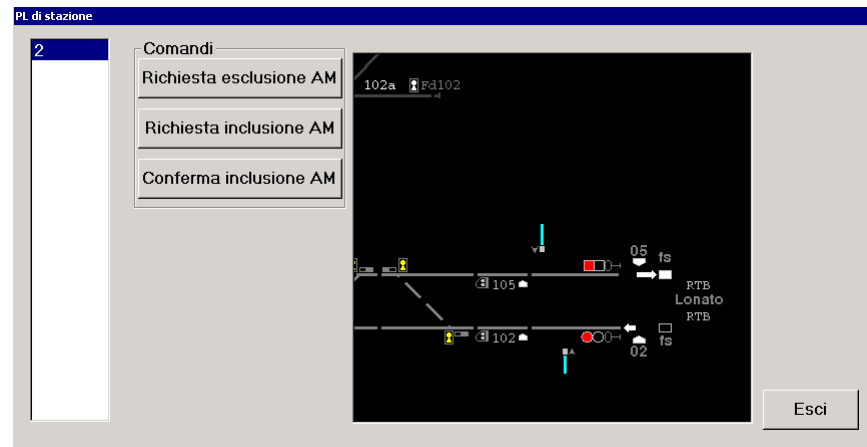 PL di stazione
2
Comandi
Richiesta esclusione AM
Richiesta inclusione AM
Conferma inclusione AM
102a Fd102
05 fs
105
RTB
Lonato
RTB
102
02 fs
Esci